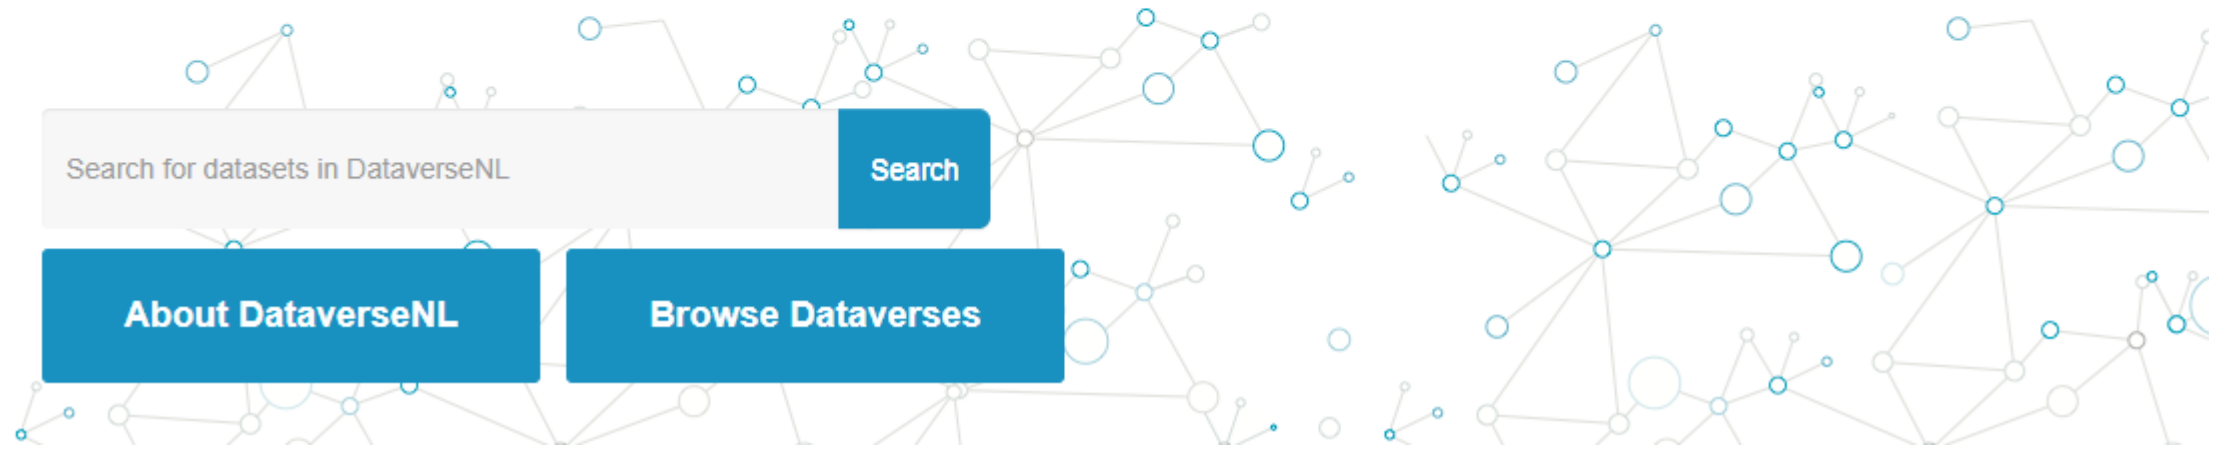 Search for datasets in DataverseNL
Search
About DataverseNL
Browse Dataverses